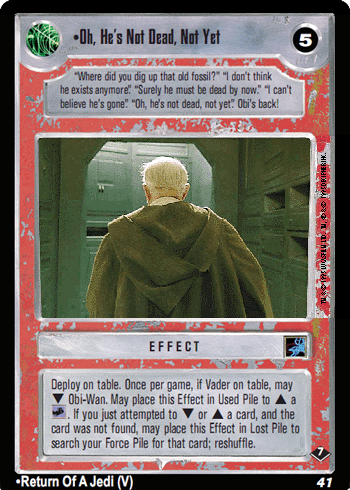 •Oh, He's Not Dead, Not Yet
5
"Where did you dig up that old fossil?" "I don't think
he exists anymore." "Surely he must be dead by now." "I can't
believe he's gone." "Oh, he's not dead, not yet." Obi's back!
EFFECT
Deploy on table. Once per game, if Vader on table, may
▼ Obi-Wan. May place this Effect in Used Pile to ▲ a
. If you just attempted to ▼ or ▲ a card, and the
card was not found, may place this Effect in Lost Pile to
search your Force Pile for that card; reshuffle.
7
•Return Of A Jedi (V)
41